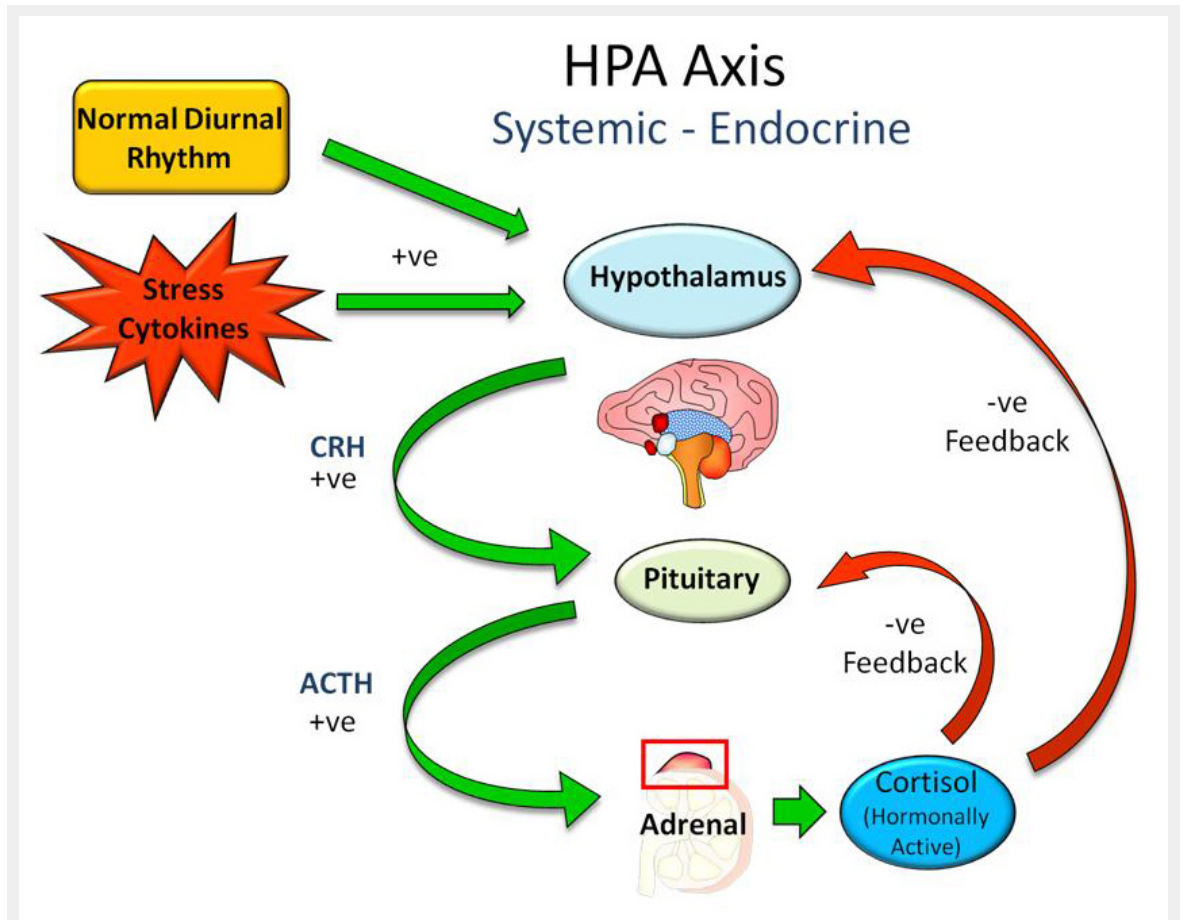 HPA Axis
Systemic - Endocrine
Normal Diurnal
Rhythm
Stress
Cytokines
+ve
Hypothalamus
-ve
Feedback
CRH
+ve
Pituitary
-ve
Feedback
ACTH
+ve
Adrenal
Cortisol
(Hormonally
Active)